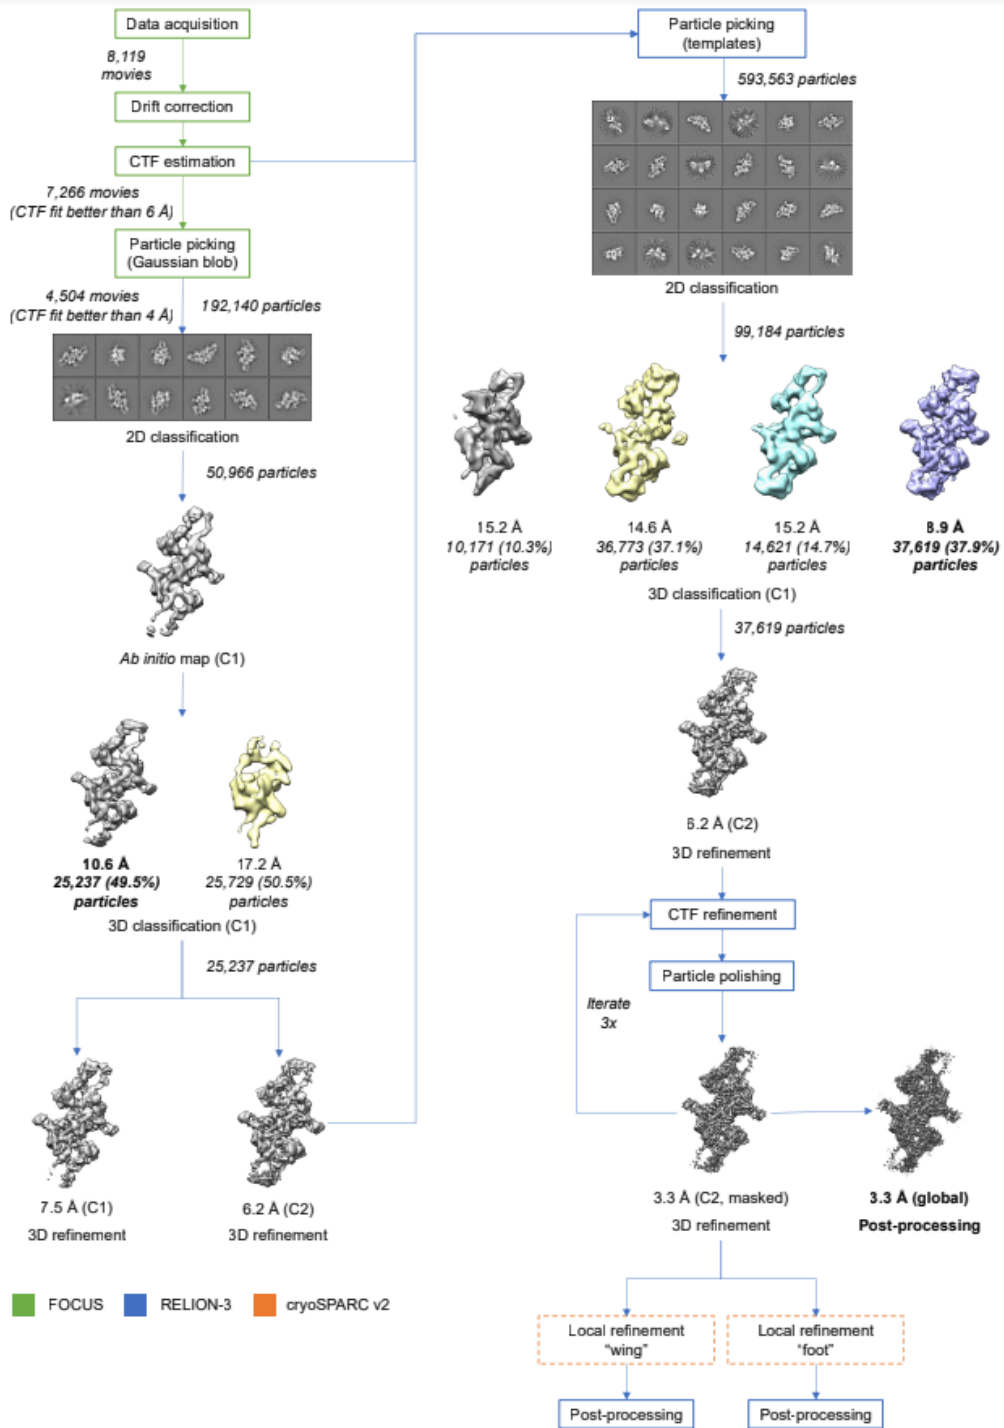 Data acquisition
8,119
movies
Drift correction
CTF estimation
7,266 movies
(CTF fit better than 6 Å)
Particle picking
(Gaussian blob)
4,504 movies
(CTF fit better than 4 Å)
192,140 particles
2D classification
50,966 particles
Ab initio map (C1)
10.6 Å
25,237 (49.5%)
particles
17.2 Å
25,729 (50.5%)
particles
3D classification (C1)
25,237 particles
7.5 Å (C1)
3D refinement
6.2 Å (C2)
3D refinement
Particle picking
(templates)
593,563 particles
2D classification
99,184 particles
15.2 Å
10,171 (10.3%)
particles
14.6 Å
36,773 (37.1%)
particles
15.2 Å
14,621 (14.7%)
particles
8.9 Å
37,619 (37.9%)
particles
3D classification (C1)
37,619 particles
6.2 Å (C2)
3D refinement
CTF refinement
Particle polishing
Iterate
3x
3.3 Å (C2, masked)
3D refinement
3.3 Å (global)
Post-processing
Local refinement
"wing"
Local refinement
"foot"
Post-processing
Post-processing
FOCUS
RELION-3
cryoSPARC v2